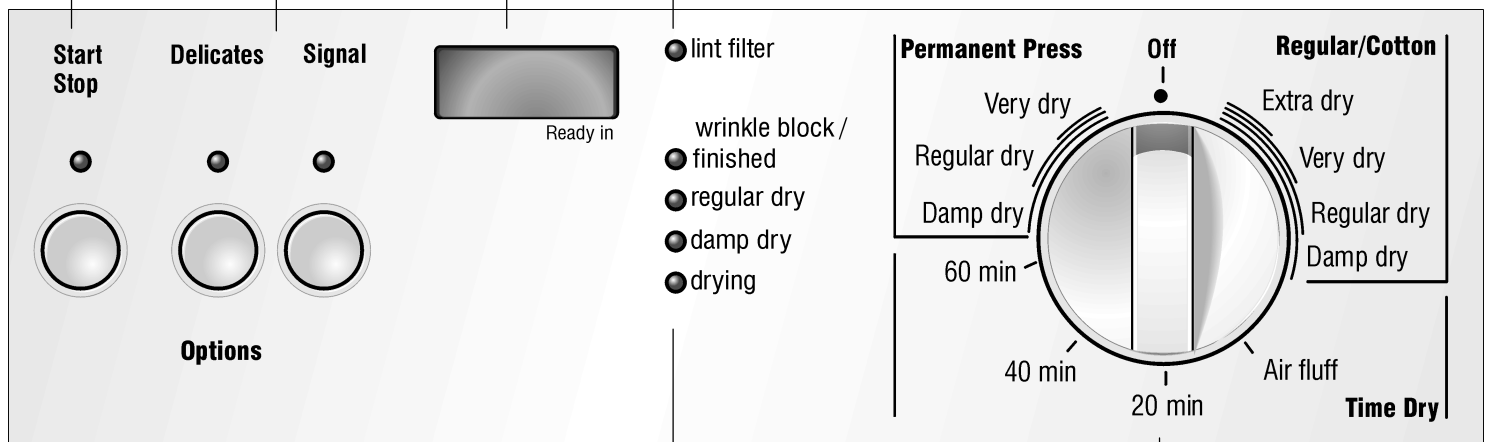 Start
Stop
Delicates
Signal
Options
Ready in
lint filter
wrinkle block /
finished
regular dry
damp dry
drying
Permanent Press
Off
Regular/Cotton
Very dry
Regular dry
Damp dry
Extra dry
Very dry
Regular dry
Damp dry
60 min
40 min
20 min
Air fluff
Time Dry